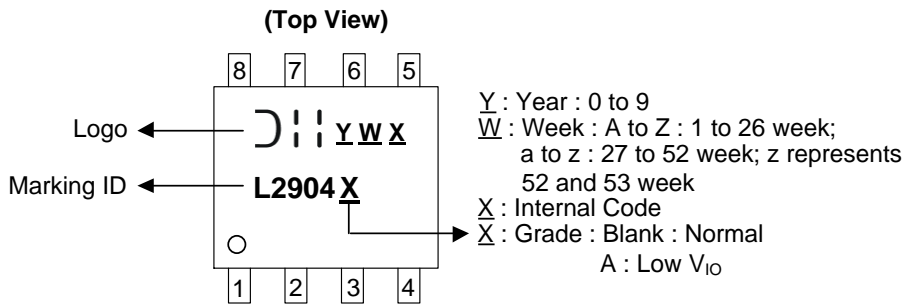 (Top View)
8 7 6 5
Logo
Y W X
Marking ID
L2904 X
1 2 3 4
Y : Year : 0 to 9
W : Week : A to Z : 1 to 26 week;
a to z : 27 to 52 week; z represents
52 and 53 week
X : Internal Code
X : Grade : Blank : Normal
A : Low VIO